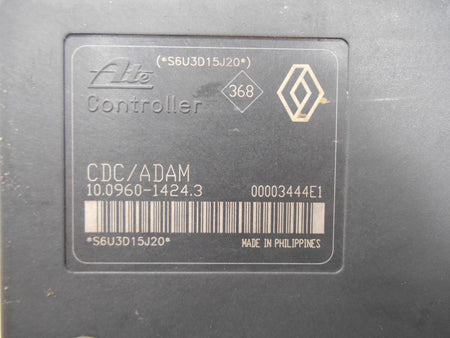 (*S6U3D15J20*)
Ate
Controller
368
CDC/ADAM
10.0960-1424.3 00003444E1
*S6U3D15J20*
MADE IN PHILIPPINES